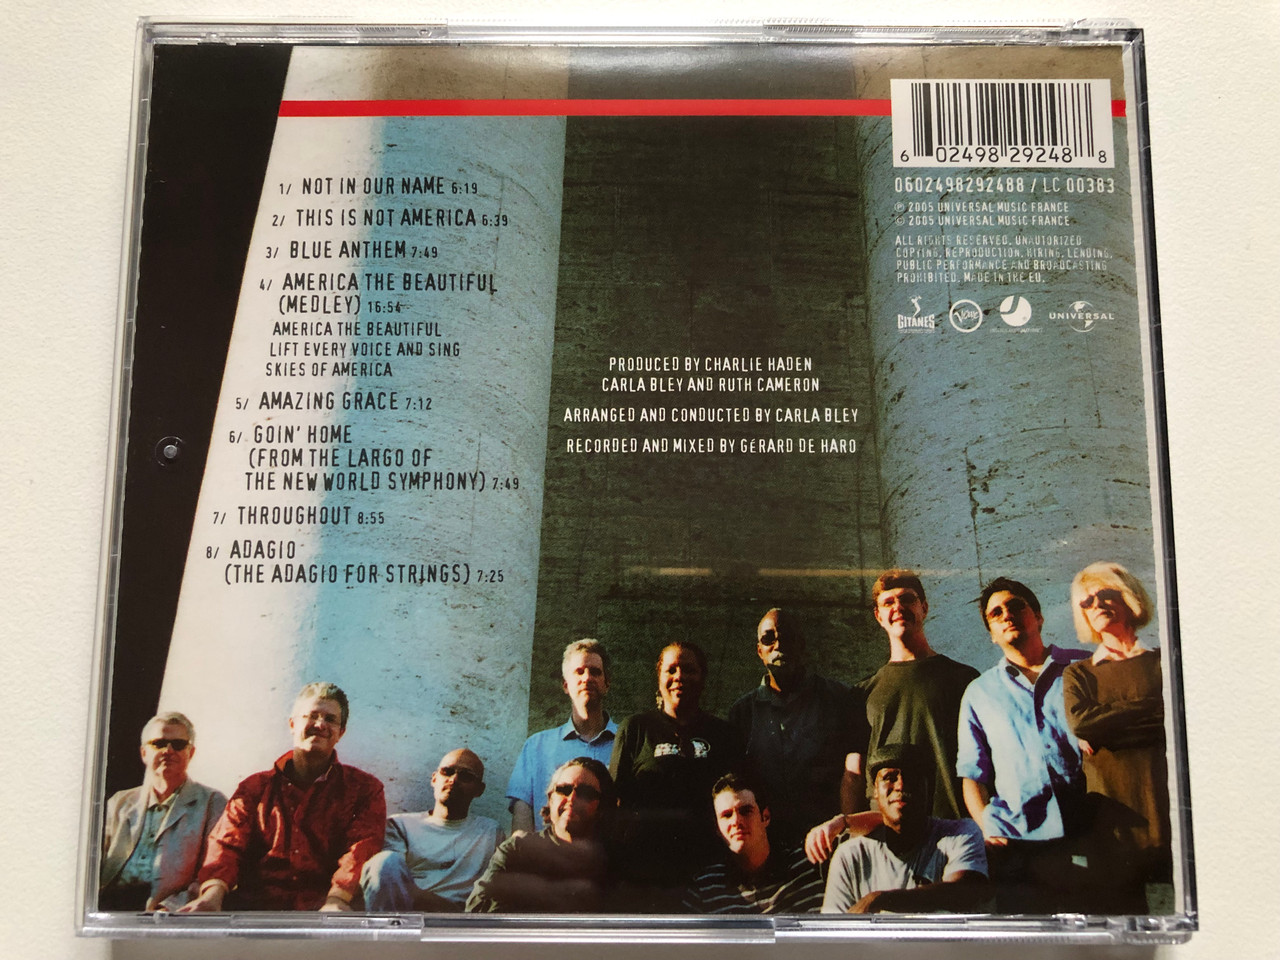 1/ NOT IN OUR NAME 6:19
2/ THIS IS NOT AMERICA 6:39
3/ BLUE ANTHEM 7:49
4/ AMERICA THE BEAUTIFUL
(MEDLEY) 16:54
AMERICA THE BEAUTIFUL
LIFT EVERY VOICE AND SING
SKIES OF AMERICA
5/ AMAZING GRACE 7:12
6/ GOIN' HOME
(FROM THE LARGO OF
THE NEW WORLD SYMPHONY) 7:49
7/ THROUGHOUT 8:55
8/ ADAGIO
(THE ADAGIO FOR STRINGS) 7:25
PRODUCED BY CHARLIE HADEN
CARLA BLEY AND RUTH CAMERON
ARRANGED AND CONDUCTED BY CARLA BLEY
RECORDED AND MIXED BY GÉRARD DE HARO
6 02498 29248 8
0602498292488 / LC 00383
℗ 2005 UNIVERSAL MUSIC FRANCE
© 2005 UNIVERSAL MUSIC FRANCE
ALL RIGHTS RESERVED. UNAUTORIZED
COPYING, REPRODUCTION, HIRING, LENDING,
PUBLIC PERFORMANCE AND BROADCASTING
PROHIBITED. MADE IN THE EU.
GITANES Verve UNIVERSAL